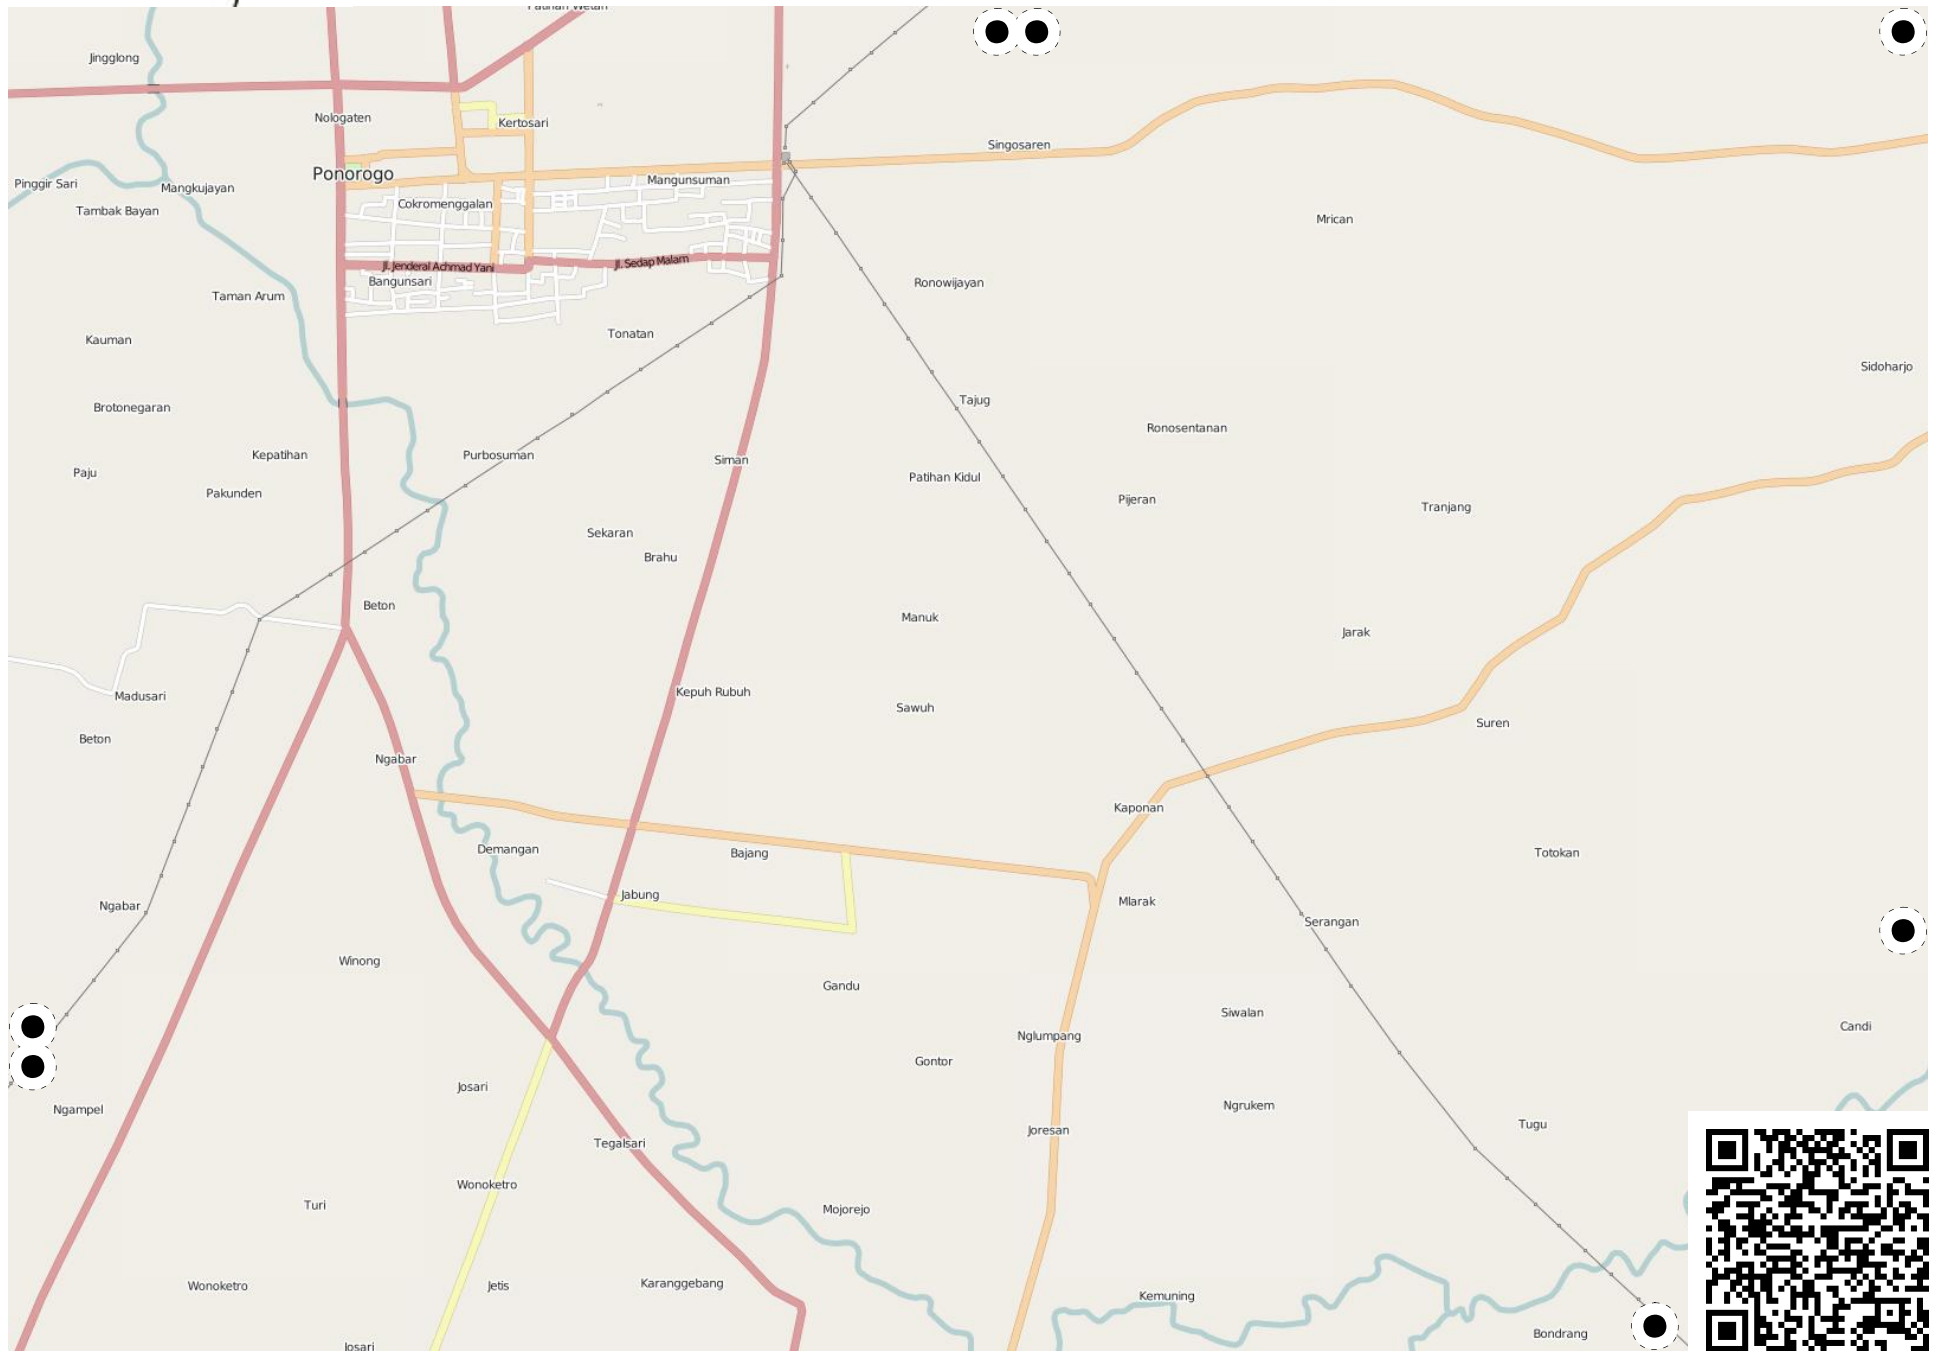 Patihan Wetan
Jingglong
Nologaten
Kertosari
Singosaren
Ponorogo
Mangunsuman
Pinggir Sari
Mangkujayan
Cokromenggalan
Tambak Bayan
Mrican
Jl. Jenderal Achmad Yani
Jl. Sedap Malam
Bangunsari
Ronowijayan
Taman Arum
Tonatan
Kauman
Sidoharjo
Brotonegaran
Tajug
Ronosentanan
Kepatihan
Purbosuman
Siman
Paju
Patihan Kidul
Pakunden
Pijeran
Tranjang
Sekaran
Brahu
Beton
Manuk
Jarak
Madusari
Kepuh Rubuh
Sawuh
Suren
Beton
Ngabar
Kaponan
Demangan
Bajang
Totokan
Jabung
Mlarak
Ngabar
Serangan
Winong
Gandu
Siwalan
Candi
Nglumpang
Gontor
Josari
Ngampel
Ngrukem
Tugu
Joresan
Tegalsari
Wonoketro
Turi
Mojorejo
Wonoketro
Jetis
Karanggebang
Kemuning
Bondrang
Josari